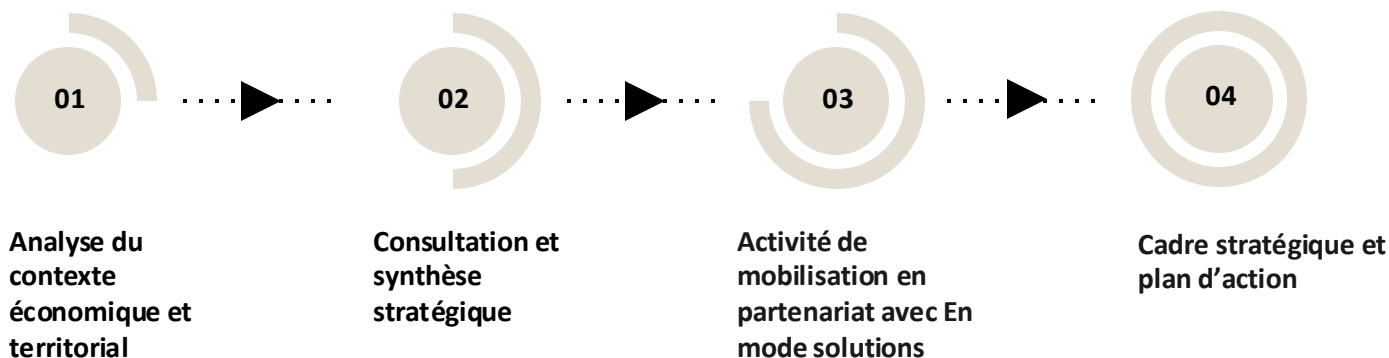 01
02
03
04
Analyse du
contexte
économique et
territorial
Consultation et
synthèse
stratégique
Activité de
mobilisation en
partenariat avec En
mode solutions
Cadre stratégique et
plan d’action